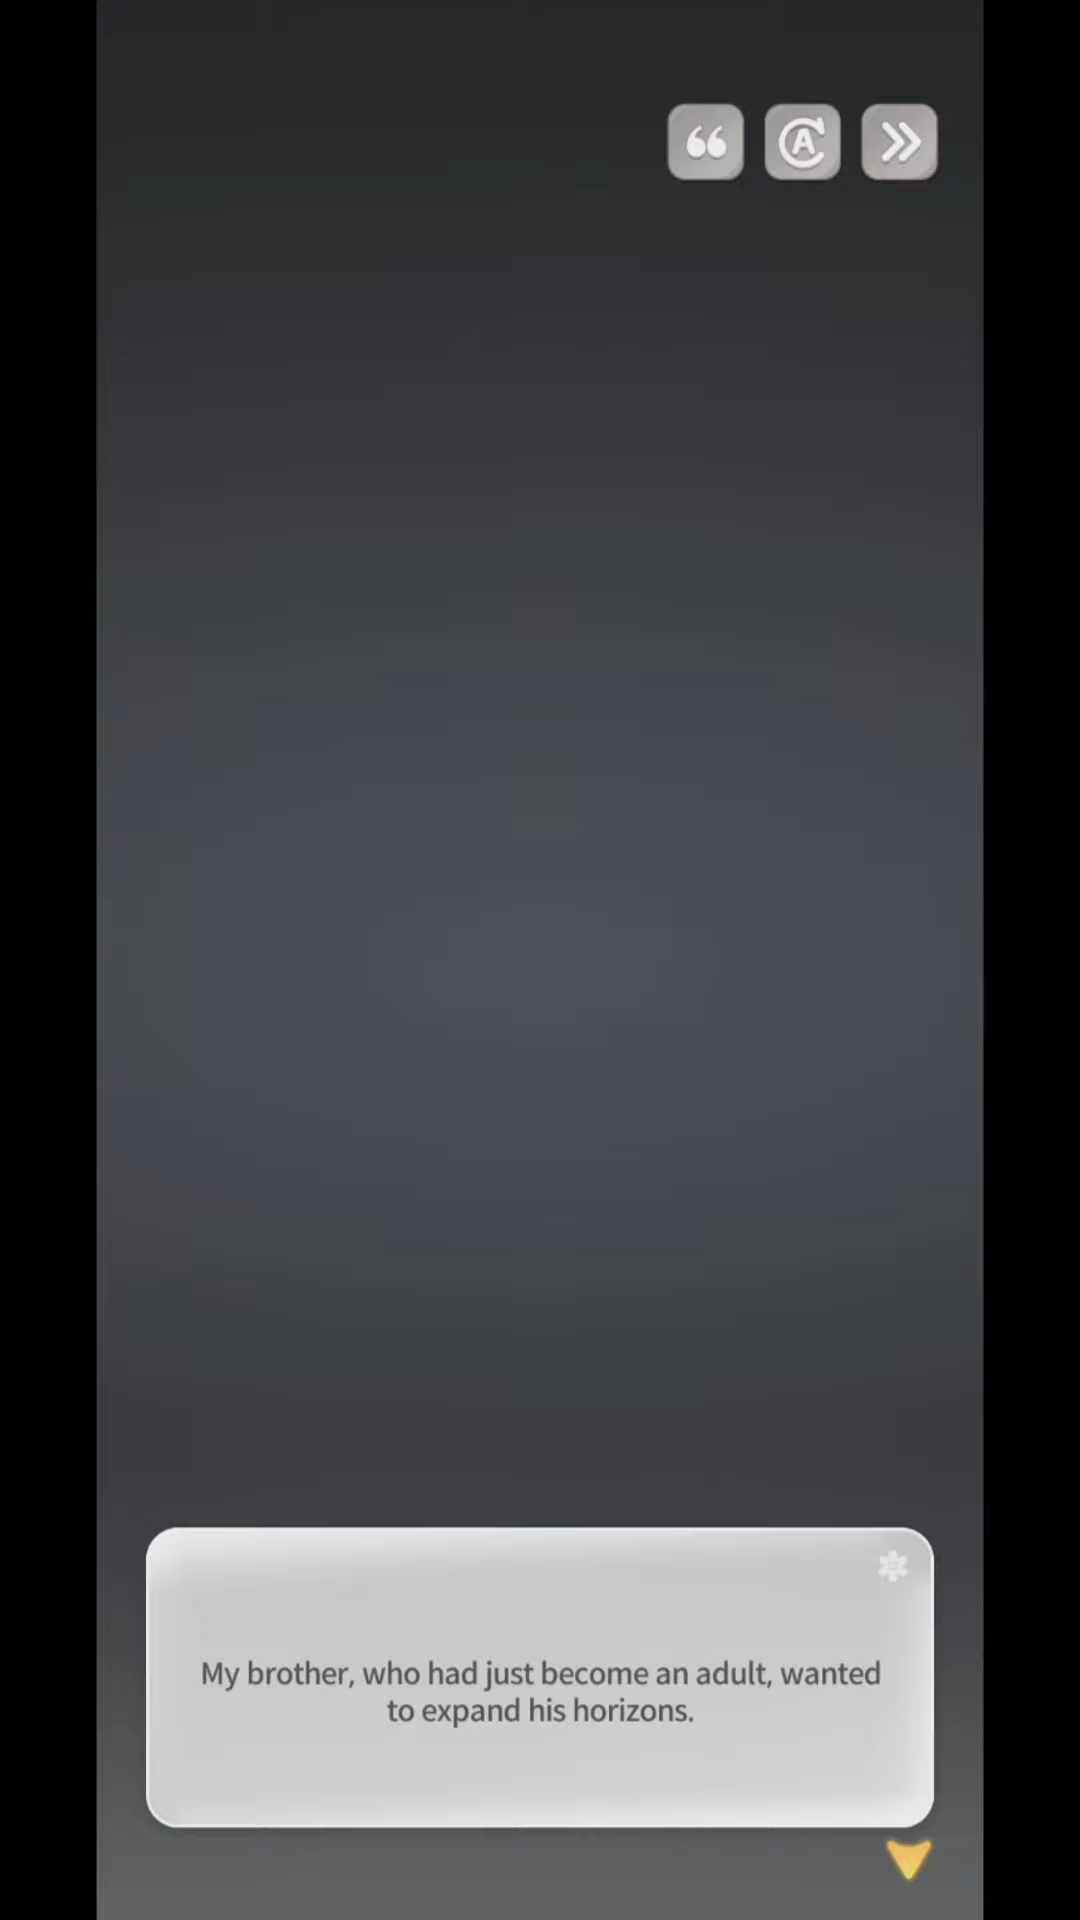 A
My brother, who had just become an adult, wanted
to expand his horizons.